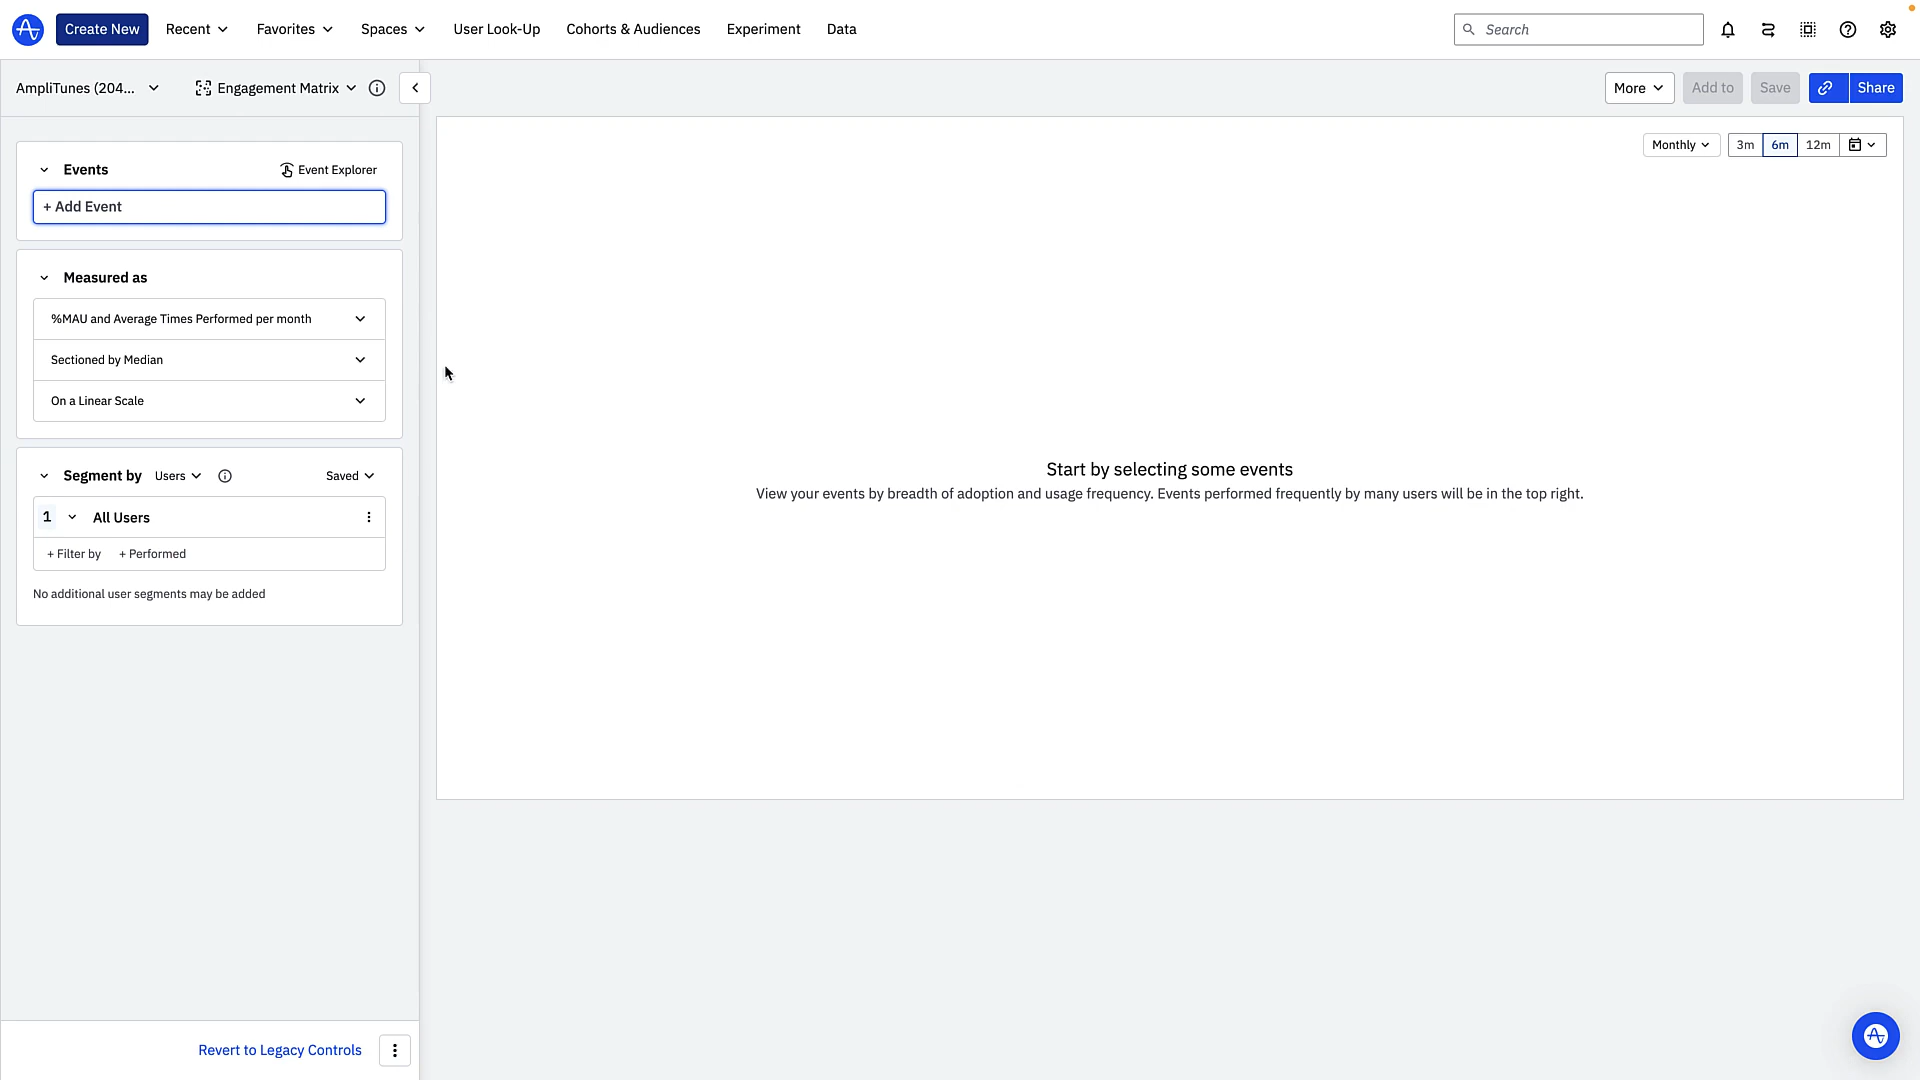 Create New Recent Favorites Spaces User Look-Up Cohorts & Audiences Experiment Data Search
AmpliTunes (204... Engagement Matrix More Add to Save Share
Monthly 3m 6m 12m
Events Event Explorer
+ Add Event
Measured as
%MAU and Average Times Performed per month
Sectioned by Median
On a Linear Scale
Start by selecting some events
View your events by breadth of adoption and usage frequency. Events performed frequently by many users will be in the top right.
Segment by Users Saved
1 All Users
+ Filter by + Performed
No additional user segments may be added
Revert to Legacy Controls